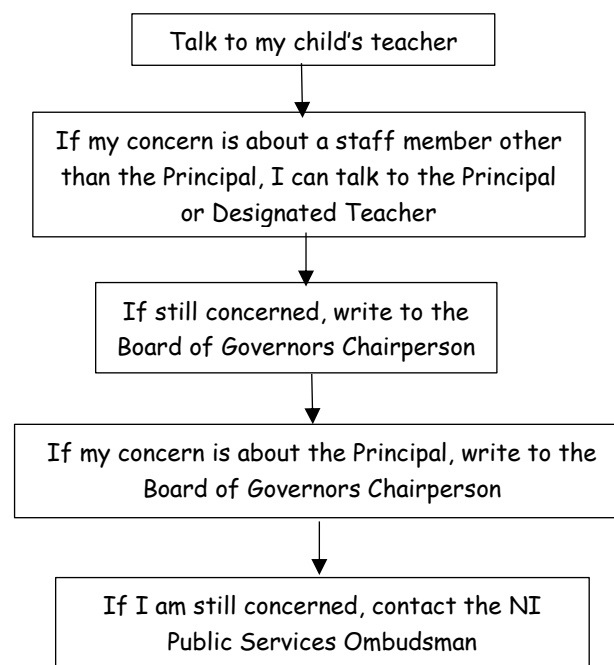 Talk to my child's teacher
If my concern is about a staff member other
than the Principal, I can talk to the Principal
or Designated Teacher
If still concerned, write to the
Board of Governors Chairperson
If my concern is about the Principal, write to the
Board of Governors Chairperson
If I am still concerned, contact the NI
Public Services Ombudsman